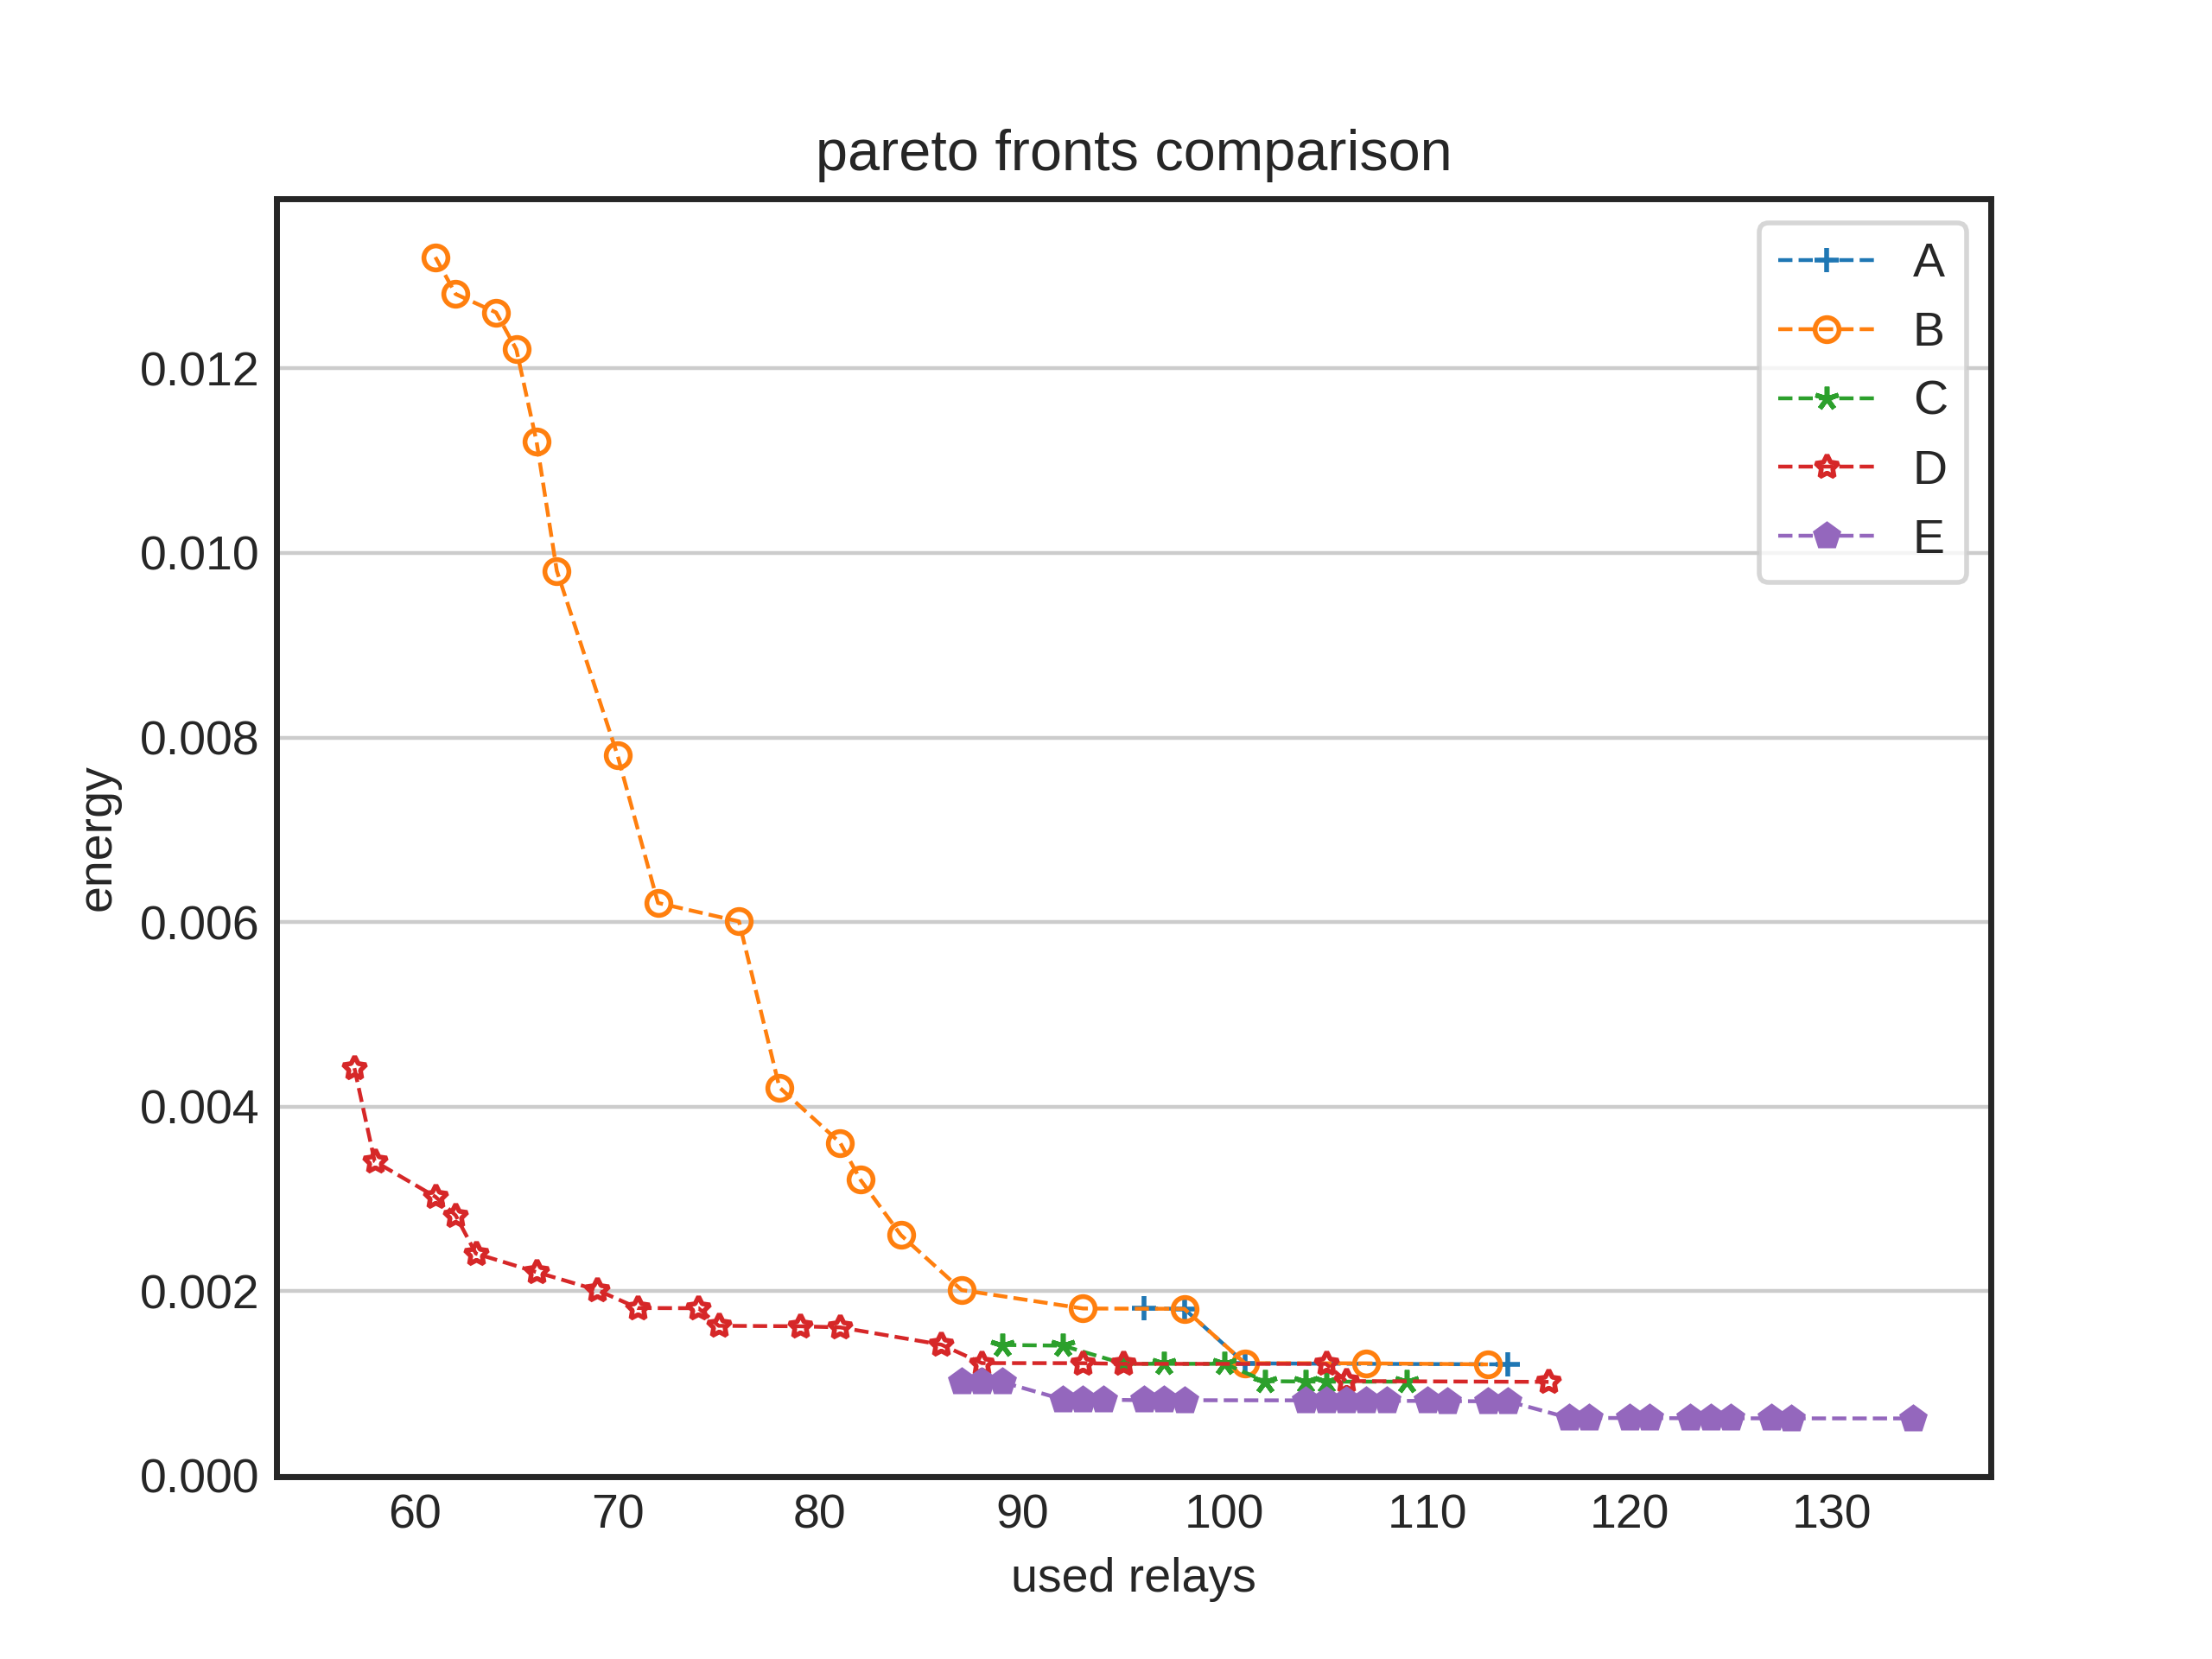 pareto fronts comparison
A
B
C
D
E
0.012
0.010
0.008
0.006
0.004
0.002
0.000
energy
60 70 80 90 100 110 120 130
used relays